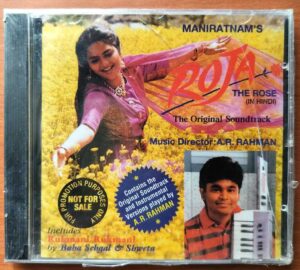 MANIRATNAM'S
ROJA
THE ROSE
(IN HINDI)
The Original Soundtrack
Music Director: A.R. RAHMAN
FOR PROMOTION PURPOSES ONLY
NOT FOR
SALE
Contains the
Original Soundtrack
and Instrumental
Versions played by
A.R. RAHMAN
Includes
Rukmani, Rukmani
by Baba Sehgal & Shweta